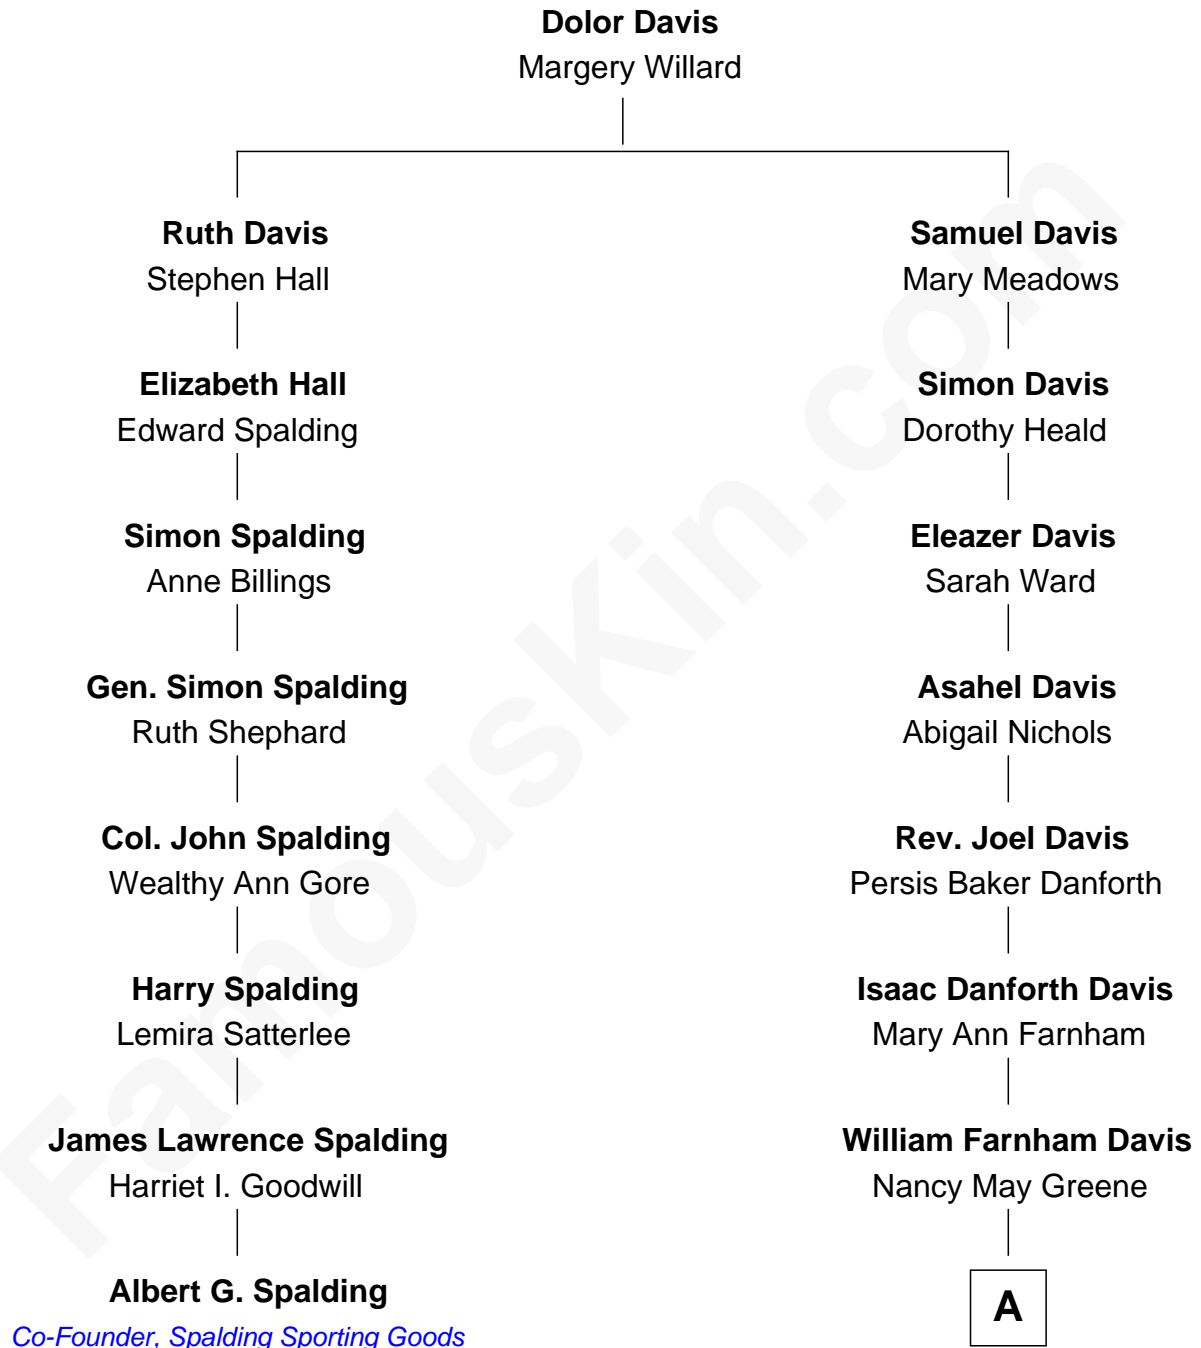 Dolor Davis
Margery Willard
Ruth Davis
Stephen Hall
Samuel Davis
Mary Meadows
Elizabeth Hall
Edward Spalding
Simon Davis
Dorothy Heald
Simon Spalding
Anne Billings
Eleazer Davis
Sarah Ward
Gen. Simon Spalding
Ruth Shephard
Asahel Davis
Abigail Nichols
Col. John Spalding
Wealthy Ann Gore
Rev. Joel Davis
Persis Baker Danforth
Harry Spalding
Lemira Satterlee
Isaac Danforth Davis
Mary Ann Farnham
James Lawrence Spalding
Harriet I. Goodwill
William Farnham Davis
Nancy May Greene
Albert G. Spalding
Co-Founder, Spalding Sporting Goods
A
FamousKin.com